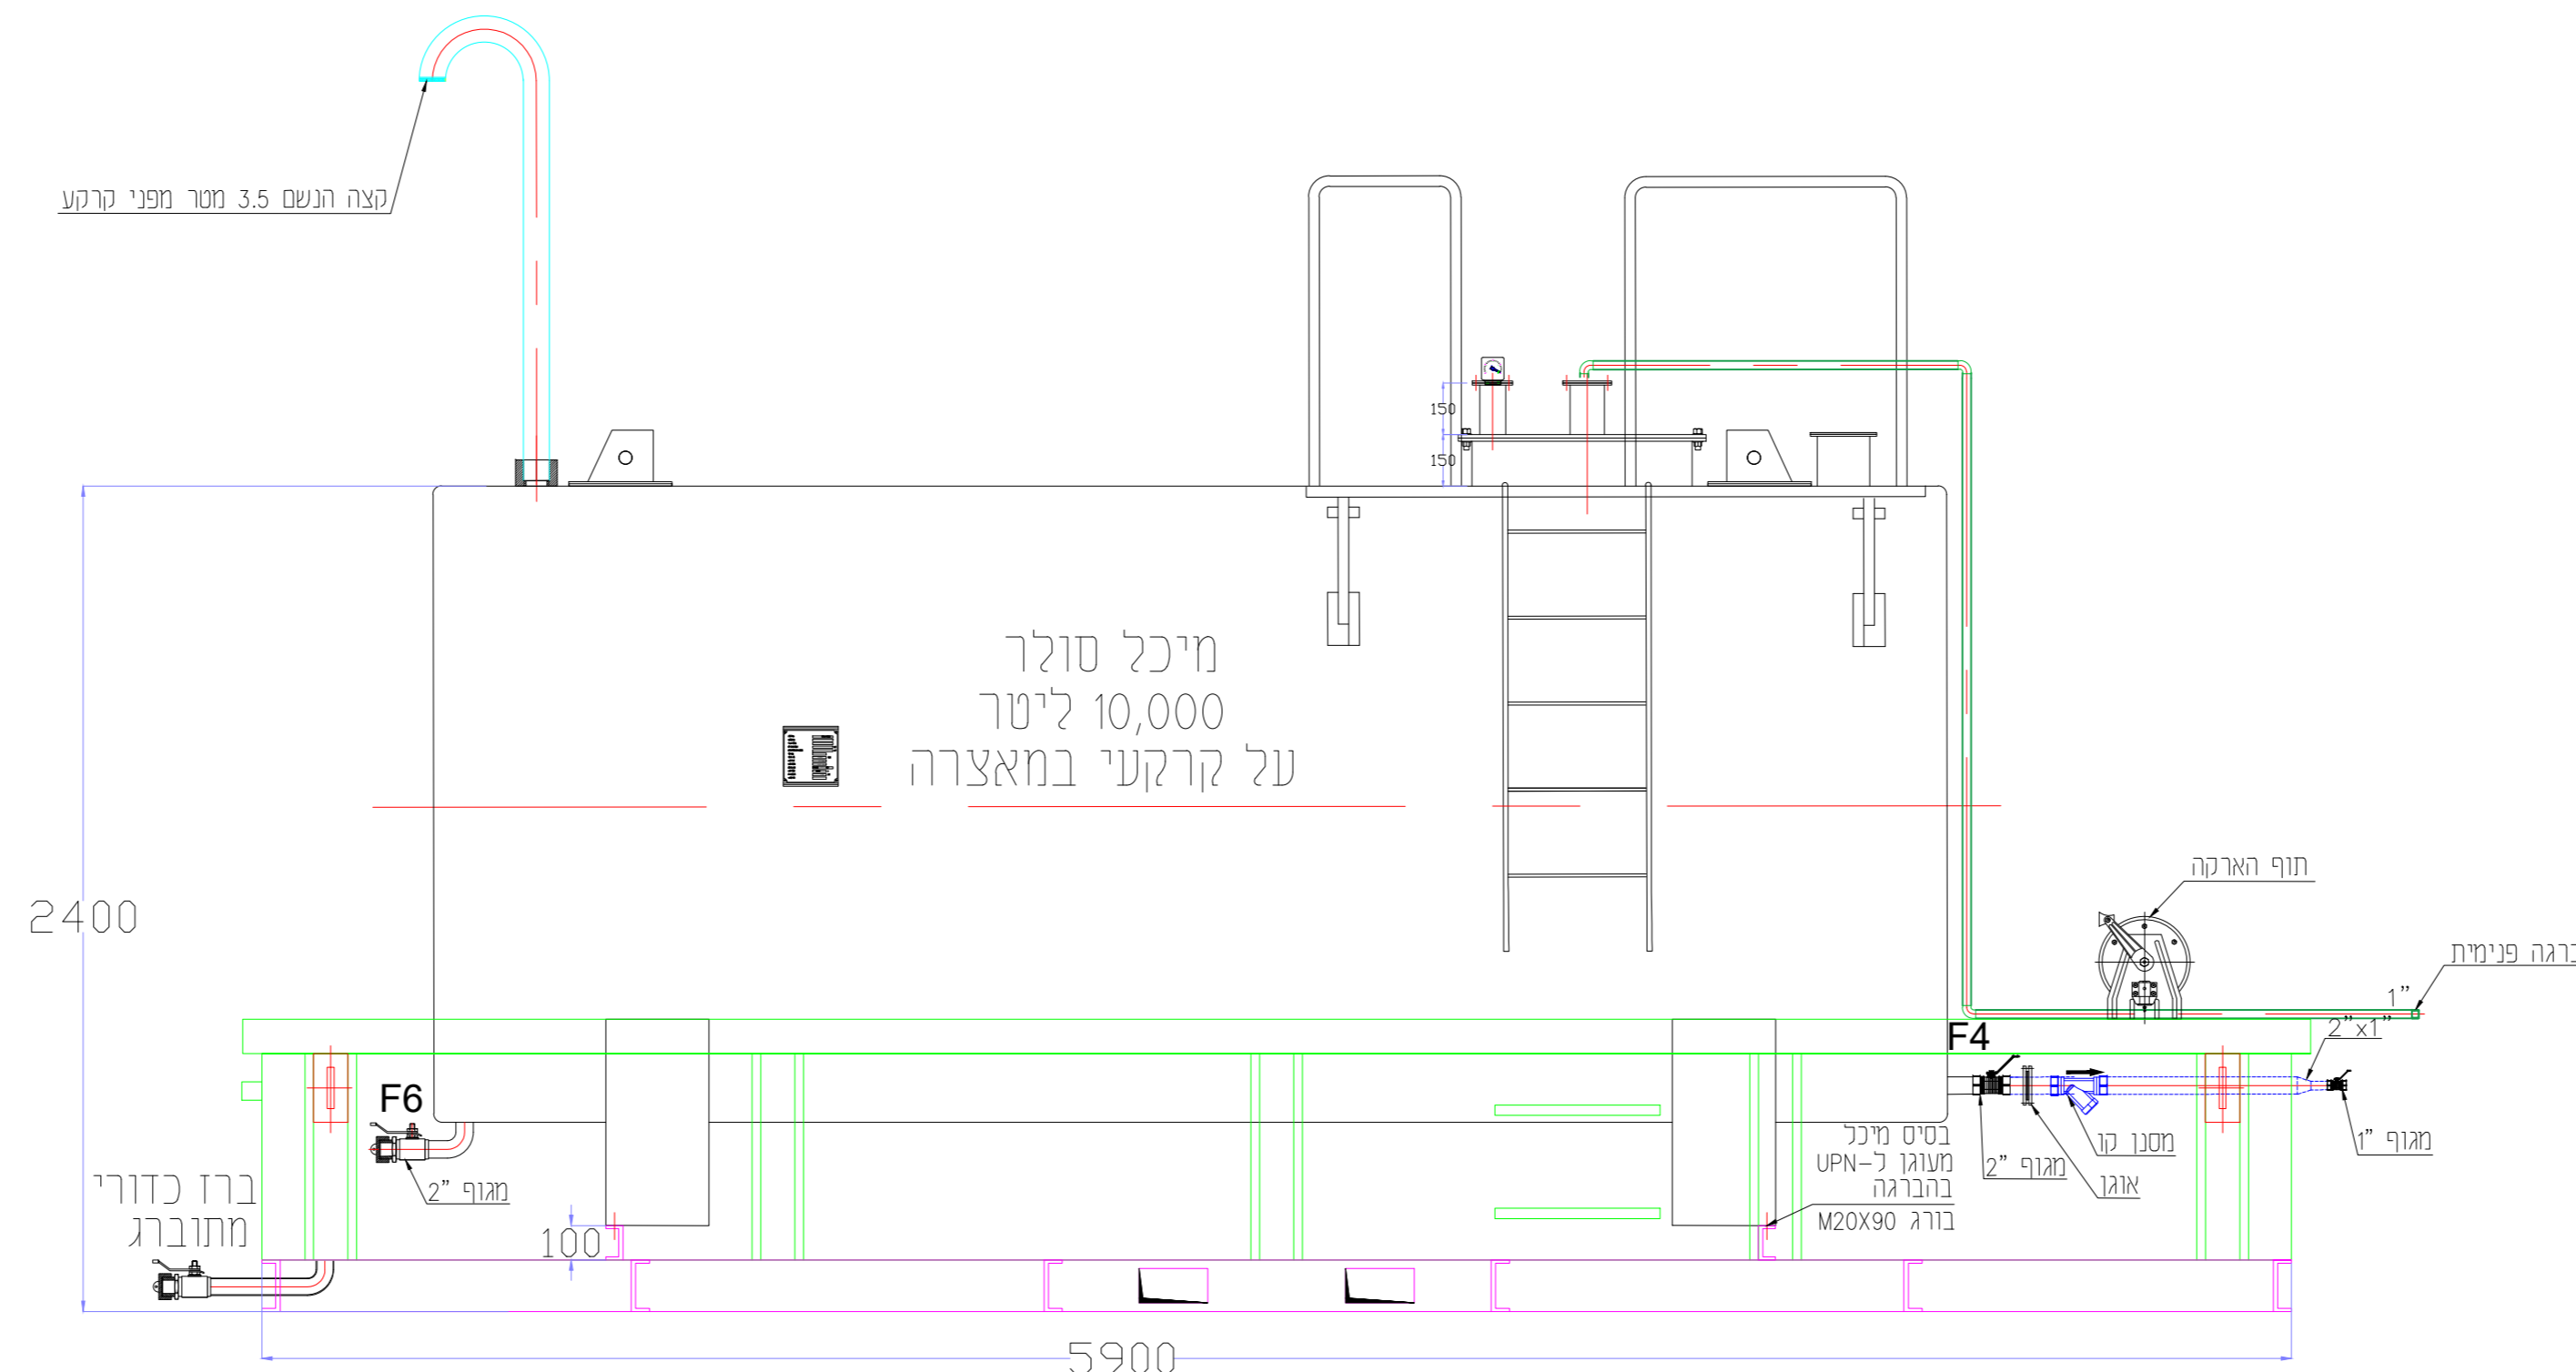 קצה הנשם 3.5 מטר מפני קרקע
150
150
מיכל סולר
10,000 ליטר
על קרקעי במאצרה
2400
תוף הארקה
ברגה פנימית
1”
2”x1”
F4
F6
מגוף ”2
ברז כדורי
מתוברג
100
בסיס מיכל
מעוגן ל-UPN
בהברגה
בורג M20X90
מגוף ”2
אוגן
מסנן קו
מגוף ”1
5900